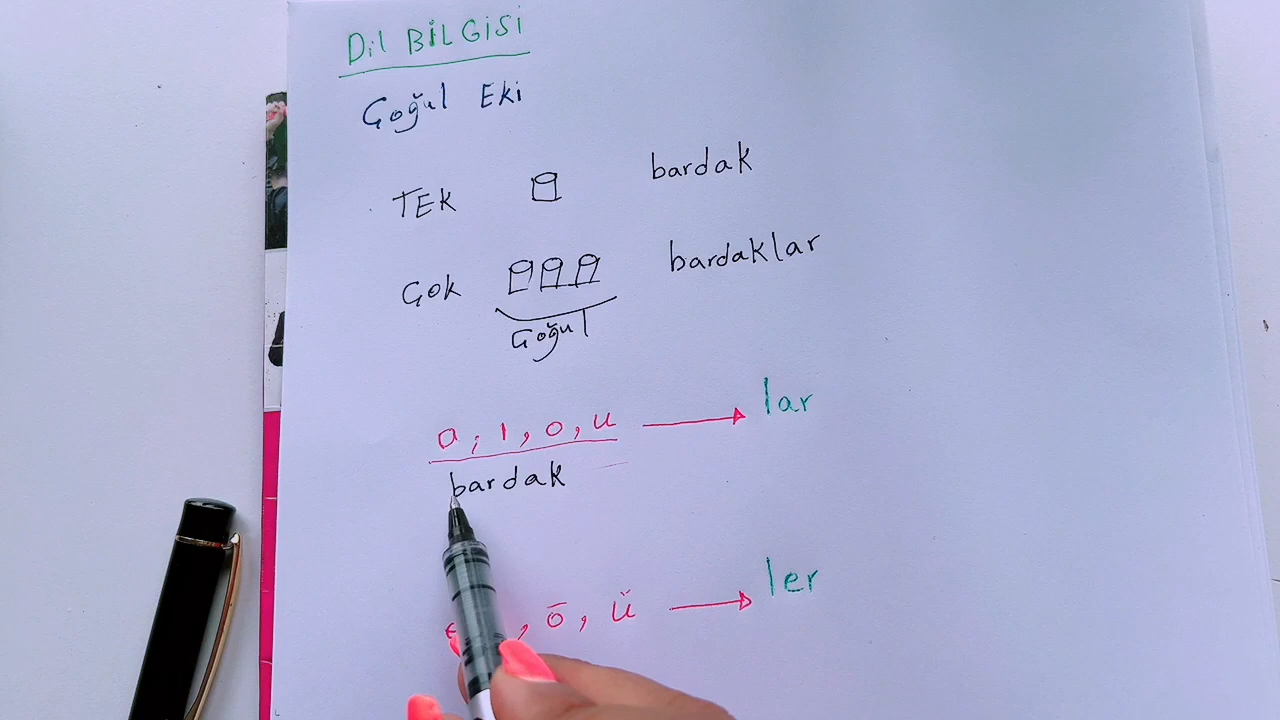 Dil BİLGİSİ
Çoğul Eki
TEK bardak
Çok bardaklar
Çoğul
a, ı, o, u → lar
bardak
, ö, ü → ler